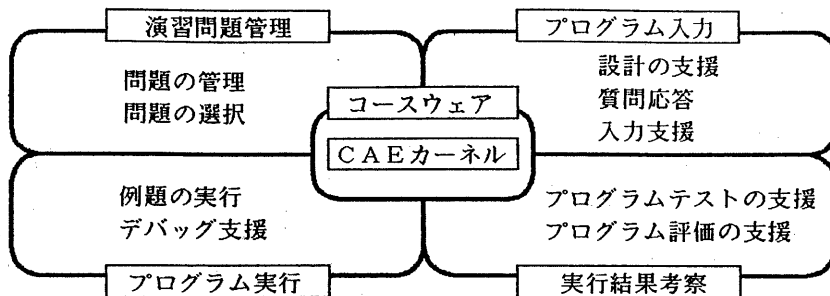 演習問題管理
問題の管理
問題の選択
プログラム入力
設計の支援
質問応答
入力支援
コースウェア
CAEカーネル
例題の実行
デバッグ支援
プログラム実行
プログラムテストの支援
プログラム評価の支援
実行結果考察